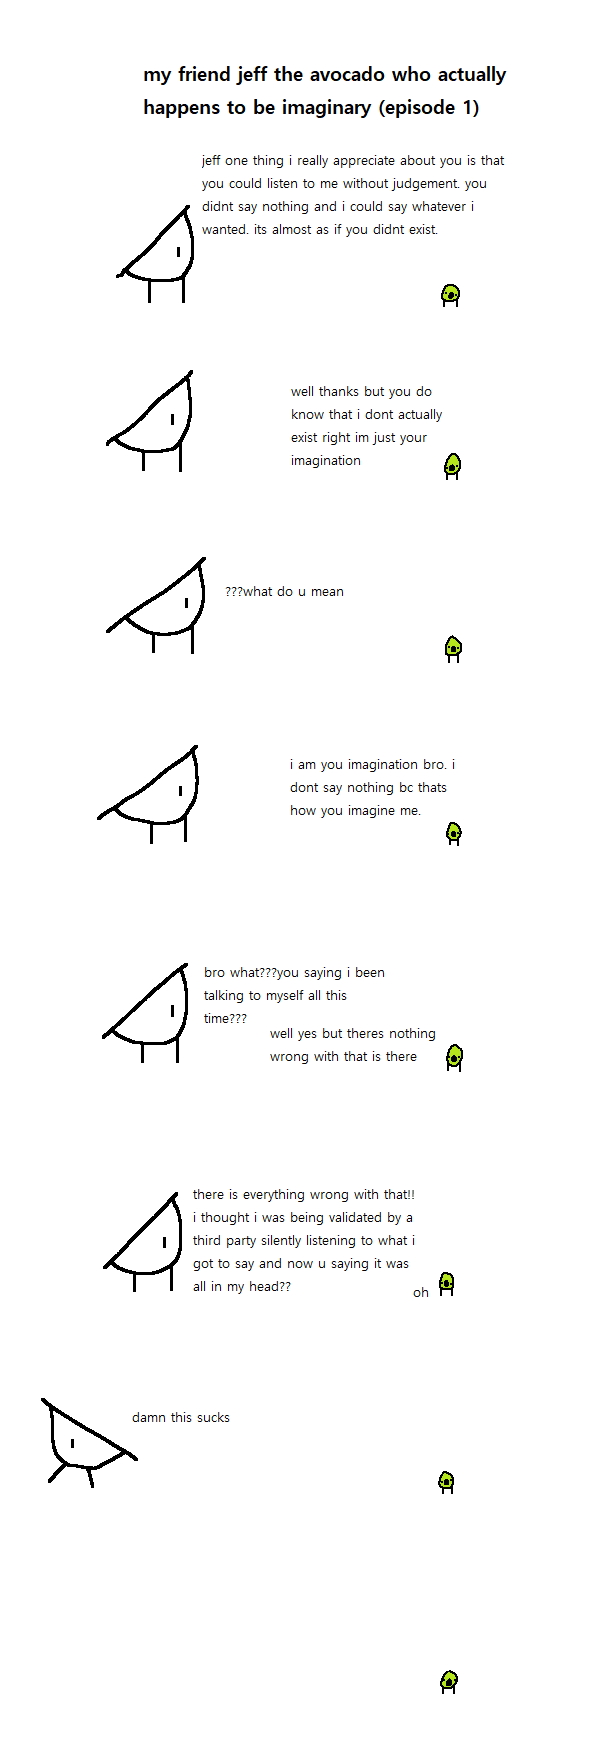 my friend jeff the avocado who actually
happens to be imaginary (episode 1)
jeff one thing i really appreciate about you is that
you could listen to me without judgement. you
didnt say nothing and i could say whatever i
wanted. its almost as if you didnt exist.
well thanks but you do
know that i dont actually
exist right im just your
imagination
???what do u mean
i am you imagination bro. i
dont say nothing bc thats
how you imagine me.
bro what???you saying i been
talking to myself all this
time???
well yes but theres nothing
wrong with that is there
there is everything wrong with that!!
i thought i was being validated by a
third party silently listening to what i
got to say and now u saying it was
all in my head??
oh
damn this sucks